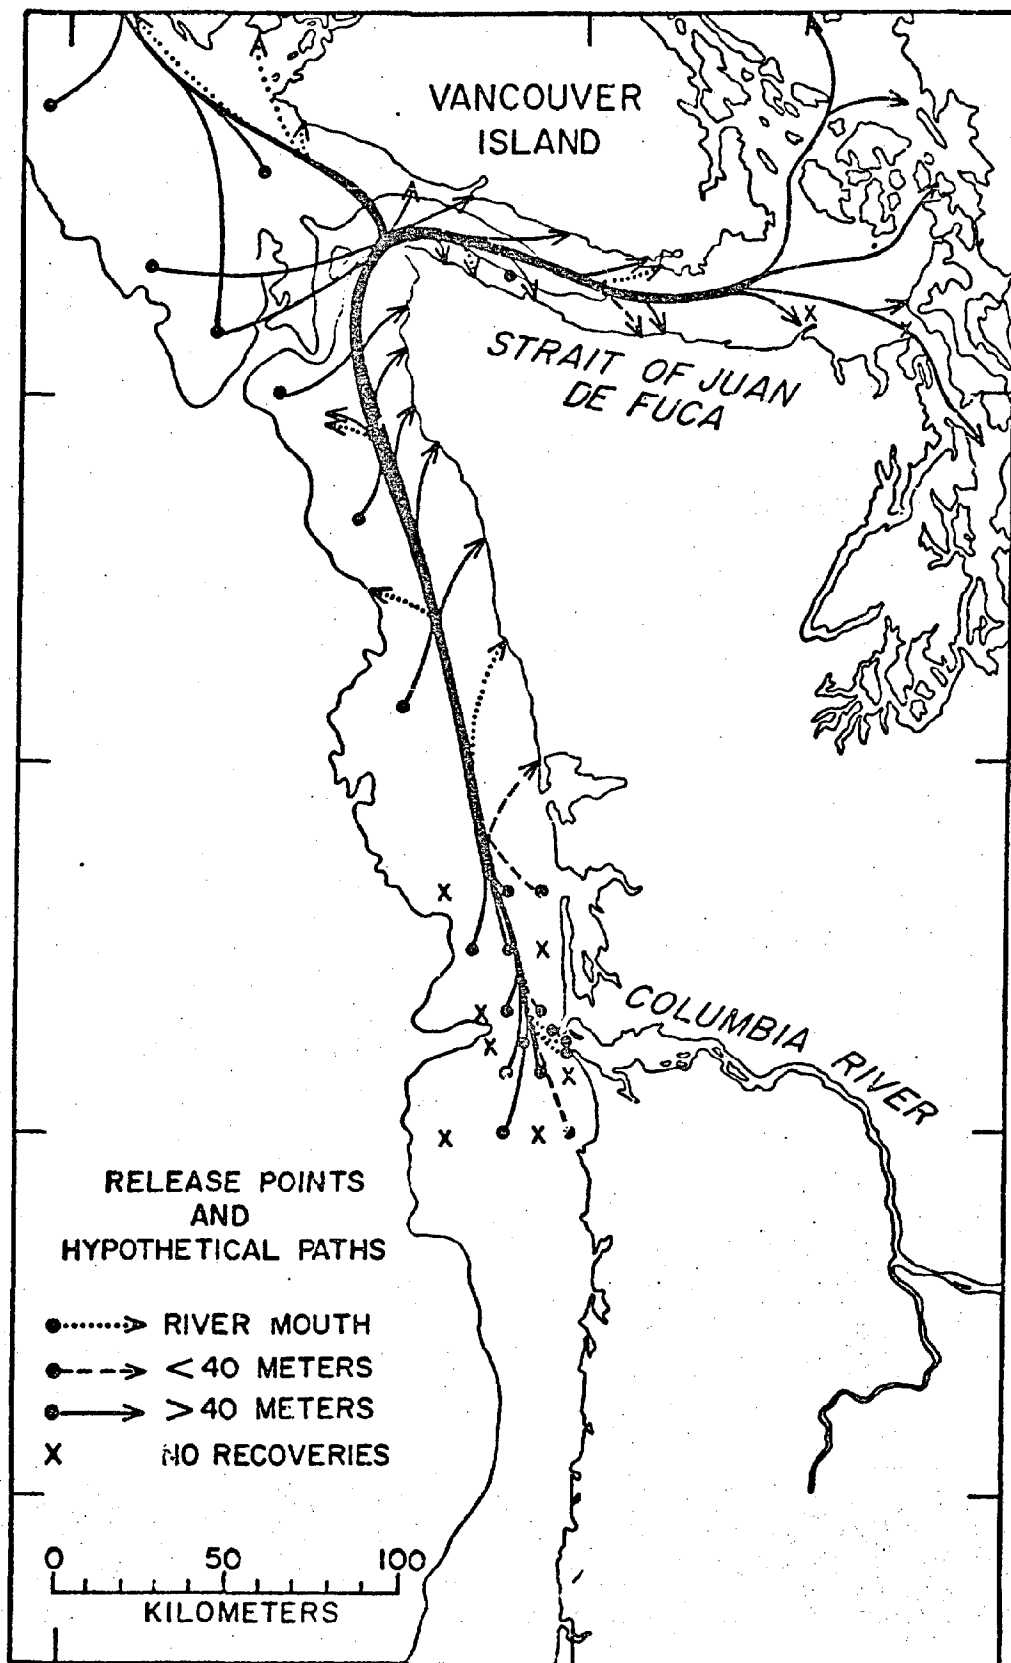 VANCOUVER
ISLAND
STRAIT OF JUAN
DE FUCA
COLUMBIA RIVER
RELEASE POINTS
AND
HYPOTHETICAL PATHS
RIVER MOUTH
< 40 METERS
> 40 METERS
X NO RECOVERIES
0 50 100
KILOMETERS